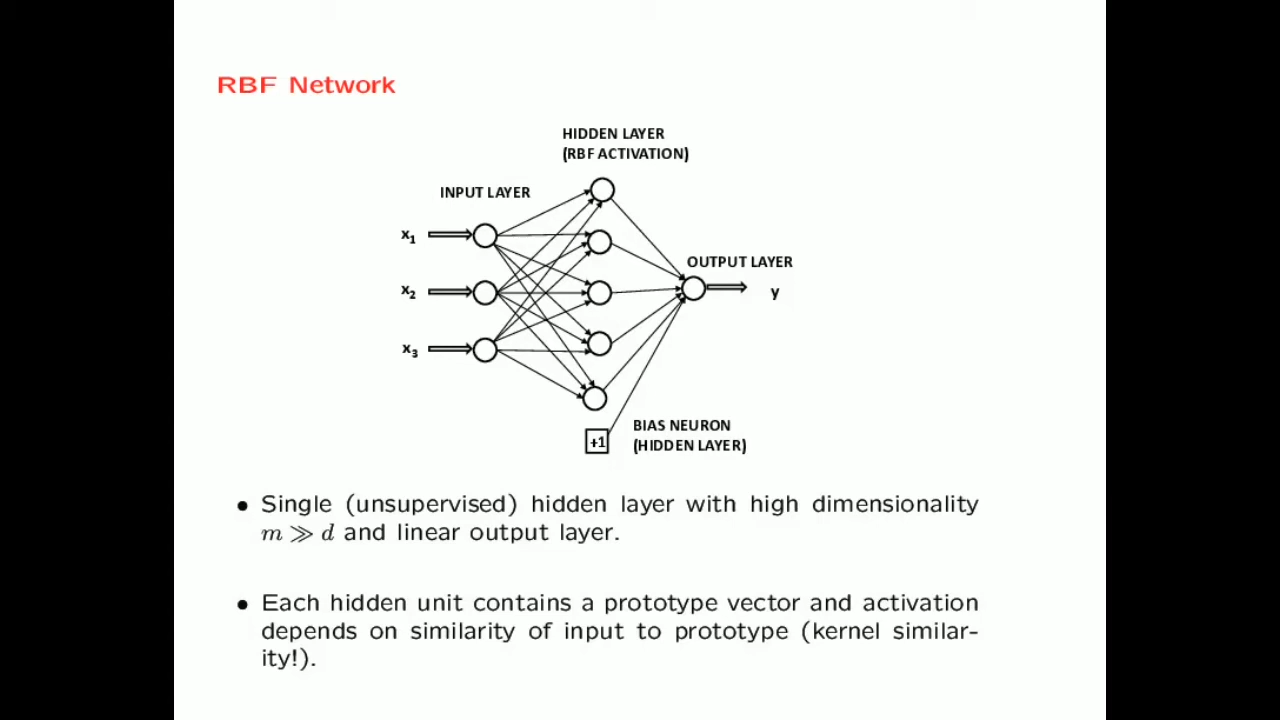 RBF Network
HIDDEN LAYER
(RBF ACTIVATION)
INPUT LAYER
x1
OUTPUT LAYER
x2
y
x3
BIAS NEURON
+1
(HIDDEN LAYER)
• Single (unsupervised) hidden layer with high dimensionality
m ≫ d and linear output layer.
• Each hidden unit contains a prototype vector and activation
depends on similarity of input to prototype (kernel similar-
ity!).